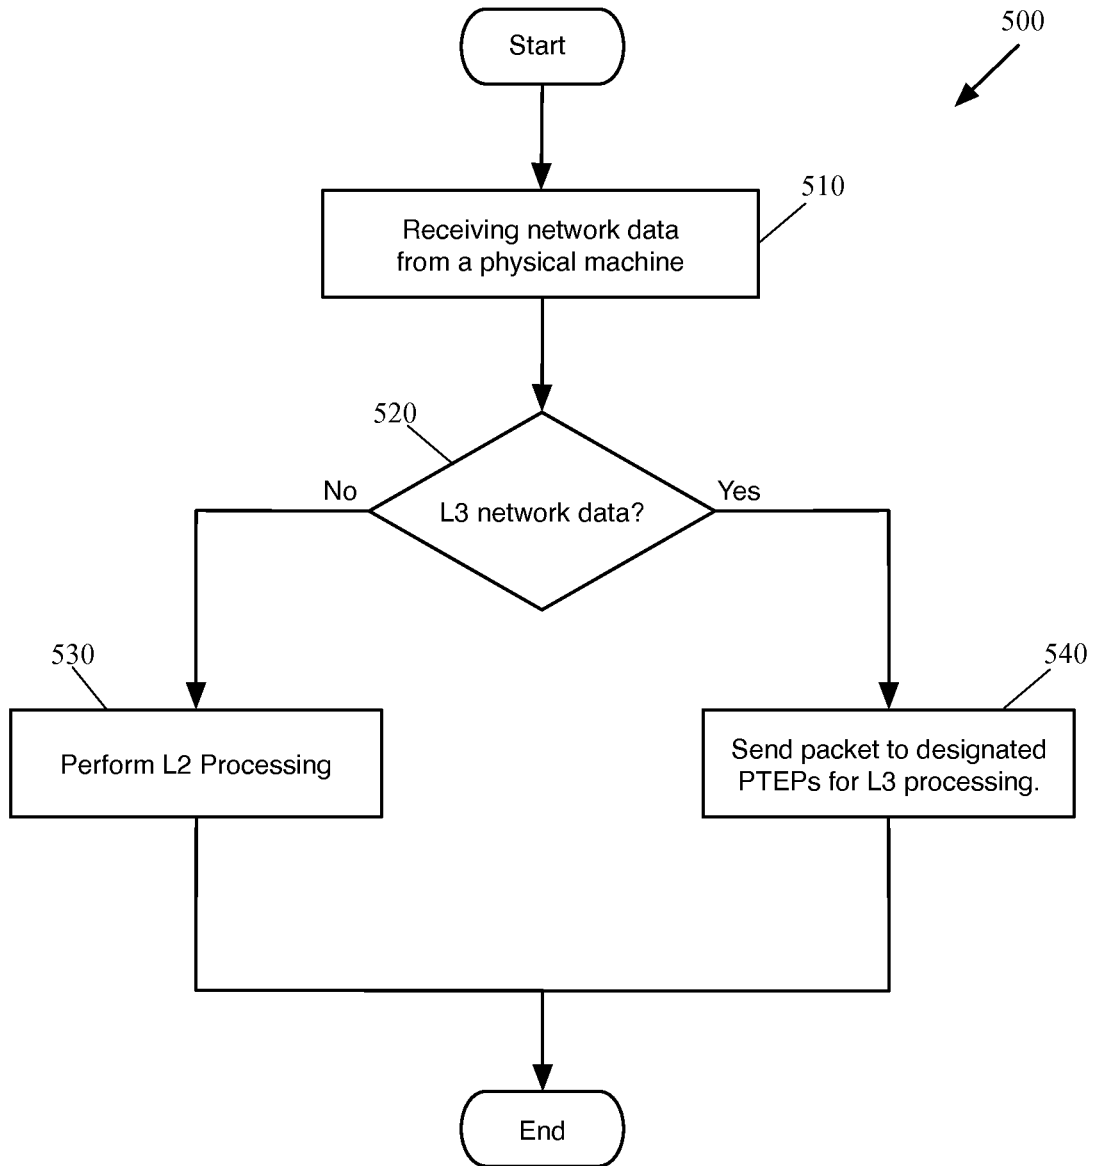 Start
500
510
Receiving network data
from a physical machine
520
No
Yes
L3 network data?
530
540
Perform L2 Processing
Send packet to designated
PTEPs for L3 processing.
End